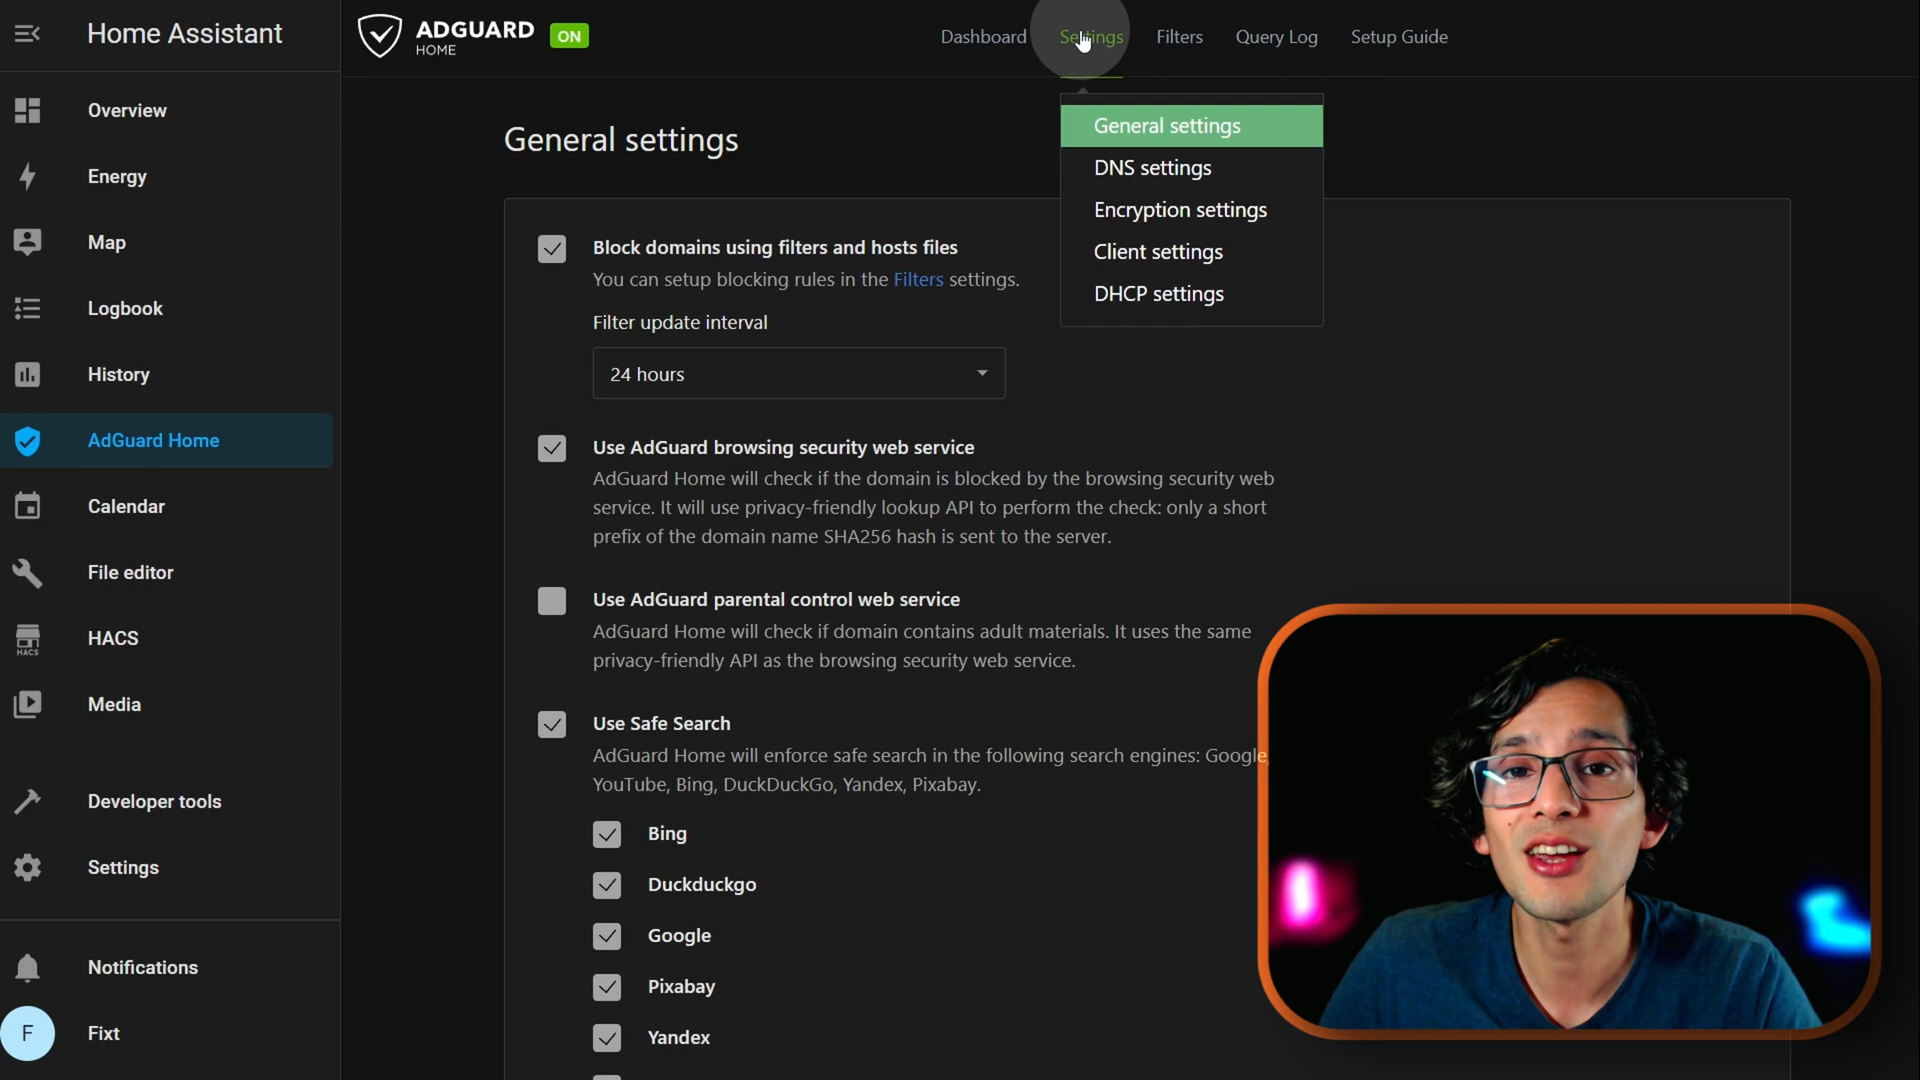 Home Assistant
Overview
Energy
Map
Logbook
History
AdGuard Home
Calendar
File editor
HACS
HACS
Media
Developer tools
Settings
Notifications
F
Fixt
ADGUARD
HOME
ON
Dashboard
Settings
Filters
Query Log
Setup Guide
General settings
DNS settings
Encryption settings
Client settings
DHCP settings
General settings
Block domains using filters and hosts files
You can setup blocking rules in the Filters settings.
Filter update interval
24 hours
Use AdGuard browsing security web service
AdGuard Home will check if the domain is blocked by the browsing security web
service. It will use privacy-friendly lookup API to perform the check: only a short
prefix of the domain name SHA256 hash is sent to the server.
Use AdGuard parental control web service
AdGuard Home will check if domain contains adult materials. It uses the same
privacy-friendly API as the browsing security web service.
Use Safe Search
AdGuard Home will enforce safe search in the following search engines: Google,
YouTube, Bing, DuckDuckGo, Yandex, Pixabay.
Bing
Duckduckgo
Google
Pixabay
Yandex